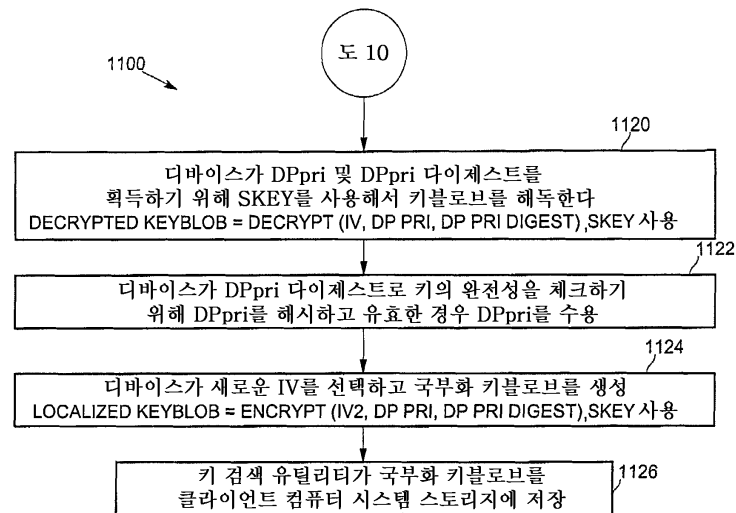 도 10
1100
1120
디바이스가 DPpri 및 DPpri 다이제스트를
획득하기 위해 SKEY를 사용해서 키블로브를 해독한다
DECRYPTED KEYBLOB = DECRYPT (IV, DP PRI, DP PRI DIGEST),SKEY 사용
1122
디바이스가 DPpri 다이제스트로 키의 완전성을 체크하기
위해 DPpri를 해시하고 유효한 경우 DPpri를 수용
1124
디바이스가 새로운 IV를 선택하고 국부화 키블로브를 생성
LOCALIZED KEYBLOB = ENCRYPT (IV2, DP PRI, DP PRI DIGEST),SKEY 사용
1126
키 검색 유틸리티가 국부화 키블로브를
클라이언트 컴퓨터 시스템 스토리지에 저장